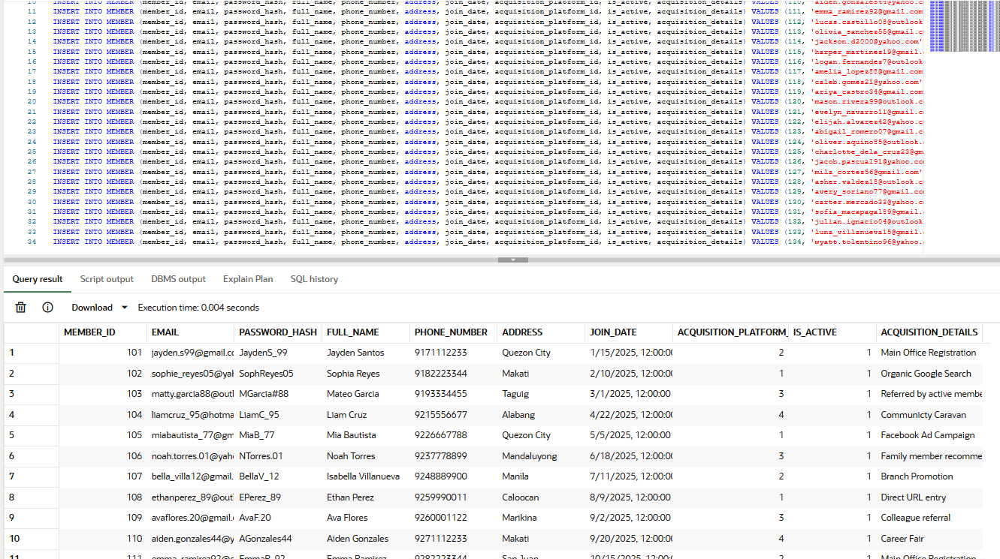 10 INSERT INTO MEMBER (member_id, email, password_hash, full_name, phone_number, address, join_date, acquisition_platform_id, is_active, acquisition_details) VALUES (110, 'aiden.gonzales44@yahoo.com'
11 INSERT INTO MEMBER (member_id, email, password_hash, full_name, phone_number, address, join_date, acquisition_platform_id, is_active, acquisition_details) VALUES (111, 'emma_ramirez92@gmail.com
12 INSERT INTO MEMBER (member_id, email, password_hash, full_name, phone_number, address, join_date, acquisition_platform_id, is_active, acquisition_details) VALUES (112, 'lucas.castillo05@outlook
13 INSERT INTO MEMBER (member_id, email, password_hash, full_name, phone_number, address, join_date, acquisition_platform_id, is_active, acquisition_details) VALUES (113, 'olivia_sanchez55@gmail.c
14 INSERT INTO MEMBER (member_id, email, password_hash, full_name, phone_number, address, join_date, acquisition_platform_id, is_active, acquisition_details) VALUES (114, 'jackson.d2000@yahoo.com'
15 INSERT INTO MEMBER (member_id, email, password_hash, full_name, phone_number, address, join_date, acquisition_platform_id, is_active, acquisition_details) VALUES (115, 'harper_martinez19@gmail.
16 INSERT INTO MEMBER (member_id, email, password_hash, full_name, phone_number, address, join_date, acquisition_platform_id, is_active, acquisition_details) VALUES (116, 'logan.fernandez7@outlook
17 INSERT INTO MEMBER (member_id, email, password_hash, full_name, phone_number, address, join_date, acquisition_platform_id, is_active, acquisition_details) VALUES (117, 'amelia_lopez88@gmail.com
18 INSERT INTO MEMBER (member_id, email, password_hash, full_name, phone_number, address, join_date, acquisition_platform_id, is_active, acquisition_details) VALUES (118, 'caleb.gomez21@yahoo.com'
19 INSERT INTO MEMBER (member_id, email, password_hash, full_name, phone_number, address, join_date, acquisition_platform_id, is_active, acquisition_details) VALUES (119, 'ariya_castro34@gmail.com
20 INSERT INTO MEMBER (member_id, email, password_hash, full_name, phone_number, address, join_date, acquisition_platform_id, is_active, acquisition_details) VALUES (120, 'mason.rivera99@outlook.c
21 INSERT INTO MEMBER (member_id, email, password_hash, full_name, phone_number, address, join_date, acquisition_platform_id, is_active, acquisition_details) VALUES (121, 'evelyn_navarro11@gmail.c
22 INSERT INTO MEMBER (member_id, email, password_hash, full_name, phone_number, address, join_date, acquisition_platform_id, is_active, acquisition_details) VALUES (122, 'elijah.alvarez42@yahoo.c
23 INSERT INTO MEMBER (member_id, email, password_hash, full_name, phone_number, address, join_date, acquisition_platform_id, is_active, acquisition_details) VALUES (123, 'abigail_romero07@gmail.c
24 INSERT INTO MEMBER (member_id, email, password_hash, full_name, phone_number, address, join_date, acquisition_platform_id, is_active, acquisition_details) VALUES (124, 'oliver.aquino85@outlook.
25 INSERT INTO MEMBER (member_id, email, password_hash, full_name, phone_number, address, join_date, acquisition_platform_id, is_active, acquisition_details) VALUES (125, 'charlotte_dela_cruz23@gm
26 INSERT INTO MEMBER (member_id, email, password_hash, full_name, phone_number, address, join_date, acquisition_platform_id, is_active, acquisition_details) VALUES (126, 'jacob.pascual91@yahoo.co
27 INSERT INTO MEMBER (member_id, email, password_hash, full_name, phone_number, address, join_date, acquisition_platform_id, is_active, acquisition_details) VALUES (127, 'mila_cortes56@gmail.com'
28 INSERT INTO MEMBER (member_id, email, password_hash, full_name, phone_number, address, join_date, acquisition_platform_id, is_active, acquisition_details) VALUES (128, 'asher.valdez18@outlook.c
29 INSERT INTO MEMBER (member_id, email, password_hash, full_name, phone_number, address, join_date, acquisition_platform_id, is_active, acquisition_details) VALUES (129, 'avery_soriano77@gmail.co
30 INSERT INTO MEMBER (member_id, email, password_hash, full_name, phone_number, address, join_date, acquisition_platform_id, is_active, acquisition_details) VALUES (130, 'carter.mercado33@yahoo.c
31 INSERT INTO MEMBER (member_id, email, password_hash, full_name, phone_number, address, join_date, acquisition_platform_id, is_active, acquisition_details) VALUES (131, 'sofia_macapagal89@gmail.
32 INSERT INTO MEMBER (member_id, email, password_hash, full_name, phone_number, address, join_date, acquisition_platform_id, is_active, acquisition_details) VALUES (132, 'julian.ignacio04@outlook
33 INSERT INTO MEMBER (member_id, email, password_hash, full_name, phone_number, address, join_date, acquisition_platform_id, is_active, acquisition_details) VALUES (133, 'luna_villanueva15@gmail.
34 INSERT INTO MEMBER (member_id, email, password_hash, full_name, phone_number, address, join_date, acquisition_platform_id, is_active, acquisition_details) VALUES (134, 'wyatt.tolentino96@yahoo.
Query result Script output DBMS output Explain Plan SQL history
Download Execution time: 0.004 seconds
MEMBER_ID EMAIL PASSWORD_HASH FULL_NAME PHONE_NUMBER ADDRESS JOIN_DATE ACQUISITION_PLATFORM_ IS_ACTIVE ACQUISITION_DETAILS
1 101 jayden.s99@gmail.co JaydenS_99 Jayden Santos 9171112233 Quezon City 1/15/2025, 12:00:00 2 1 Main Office Registration
2 102 sophie_reyes05@yah SophReyes05 Sophia Reyes 9182223344 Makati 2/10/2025, 12:00:00 1 1 Organic Google Search
3 103 matty.garcia88@outl MGarcia#88 Mateo Garcia 9193334455 Taguig 3/1/2025, 12:00:00 3 1 Referred by active membe
4 104 liamcruz_95@hotma LiamC_95 Liam Cruz 9215556677 Alabang 4/22/2025, 12:00:00 4 1 Communicty Caravan
5 105 miabautista_77@gm MiaB_77 Mia Bautista 9226667788 Quezon City 5/5/2025, 12:00:00 1 1 Facebook Ad Campaign
6 106 noah.torres.01@yaho NTorres.01 Noah Torres 9237778899 Mandaluyong 6/18/2025, 12:00:00 3 1 Family member recomme
7 107 bella_villa12@gmail. BellaV_12 Isabella Villanueva 9248889900 Manila 7/11/2025, 12:00:00 2 1 Branch Promotion
8 108 ethanperez_89@outl EPerez_89 Ethan Perez 9259990011 Caloocan 8/9/2025, 12:00:00 1 1 Direct URL entry
9 109 avaflores.20@gmail. AvaF.20 Ava Flores 9260001122 Marikina 9/2/2025, 12:00:00 3 1 Colleague referral
10 110 aiden.gonzales44@y AGonzales44 Aiden Gonzales 9271112233 Makati 9/20/2025, 12:00:00 4 1 Career Fair
11 111 emma_ramirez92@g EmmaR_92 Emma Ramirez 9282223344 San Juan 10/15/2025, 12:00:00 2 1